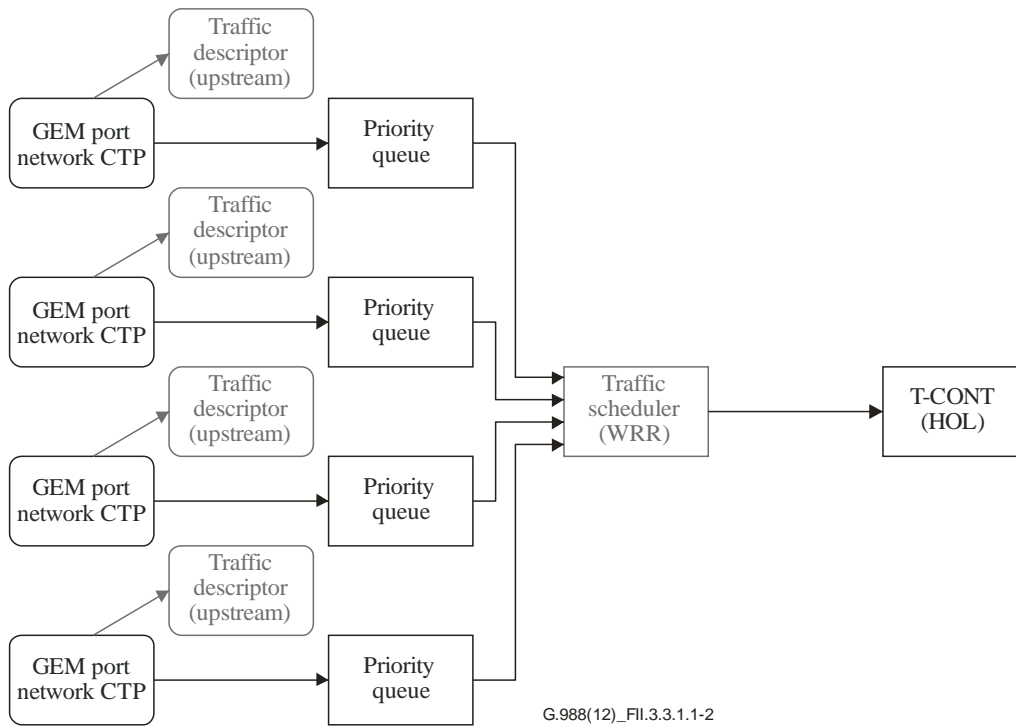 Traffic
descriptor
(upstream)
GEM port
network CTP
Priority
queue
Traffic
descriptor
(upstream)
GEM port
network CTP
Priority
queue
Traffic
descriptor
(upstream)
GEM port
network CTP
Priority
queue
Traffic
scheduler
(WRR)
T-CONT
(HOL)
Traffic
descriptor
(upstream)
GEM port
network CTP
Priority
queue
G.988(12)_FII.3.3.1.1-2